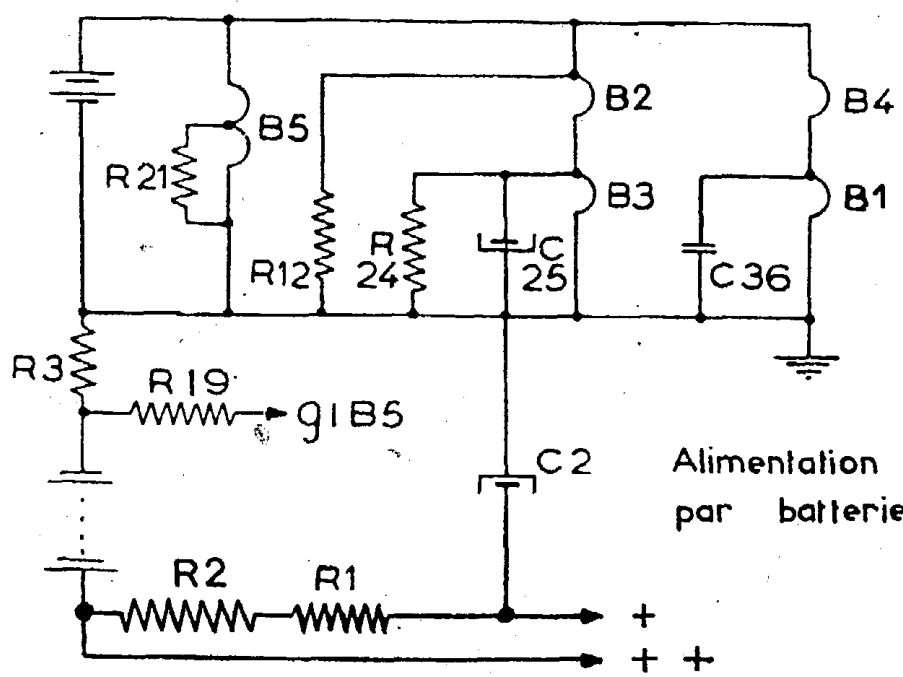 B2
B4
B5
R21
B3
B1
R
24
C
25
R12
C36
R3
R19
g1B5
C2
Alimentation
par batterie
R2
R1
+
++